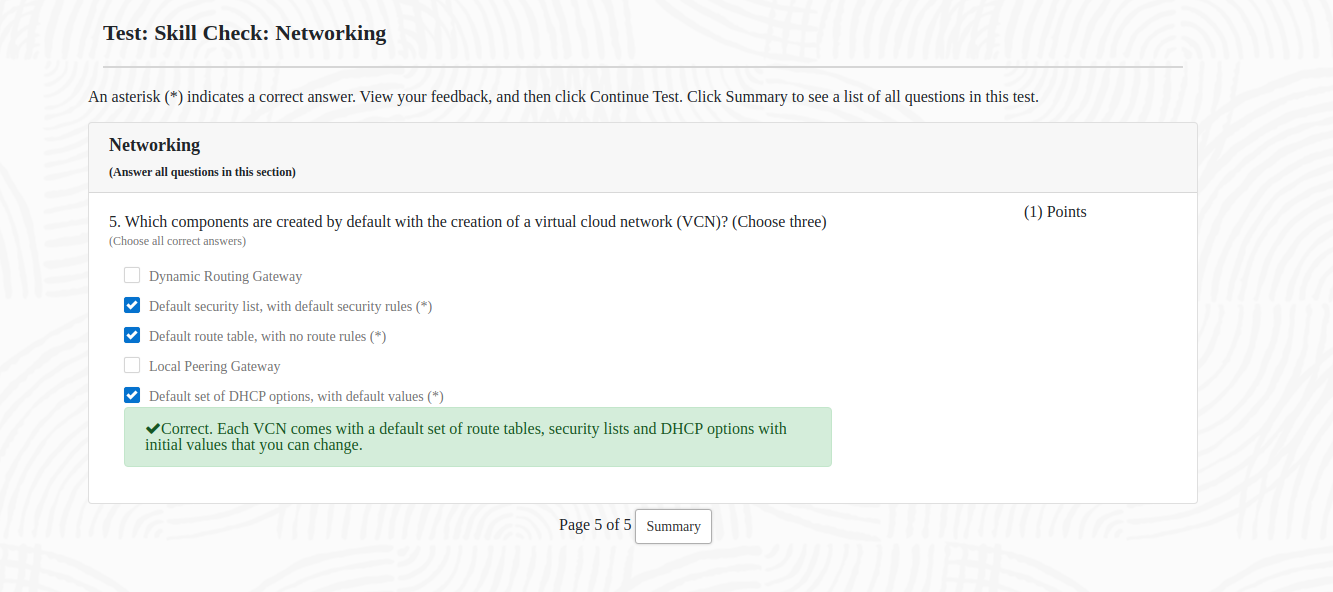 Test: Skill Check: Networking
An asterisk (*) indicates a correct answer. View your feedback, and then click Continue Test. Click Summary to see a list of all questions in this test.
Networking
(Answer all questions in this section)
5. Which components are created by default with the creation of a virtual cloud network (VCN)? (Choose three)
(1) Points
(Choose all correct answers)
Dynamic Routing Gateway
Default security list, with default security rules (*)
Default route table, with no route rules (*)
Local Peering Gateway
Default set of DHCP options, with default values (*)
Correct. Each VCN comes with a default set of route tables, security lists and DHCP options with
initial values that you can change.
Page 5 of 5 Summary